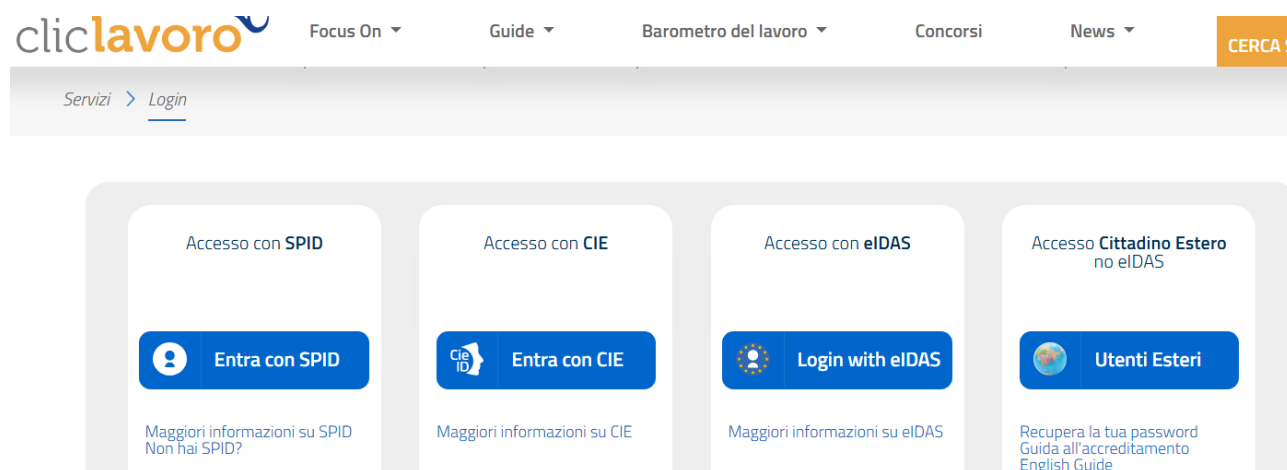 cliclavoro Focus On Guide Barometro del lavoro Concorsi News CERCA
Servizi > Login
Accesso con SPID
Entra con SPID
Maggiori informazioni su SPID
Non hai SPID?
Accesso con CIE
Cie ID
Entra con CIE
Maggiori informazioni su CIE
Accesso con eIDAS
Login with eIDAS
Maggiori informazioni su eIDAS
Accesso Cittadino Estero
no eIDAS
Utenti Esteri
Recupera la tua password
Guida all'accreditamento
English Guide